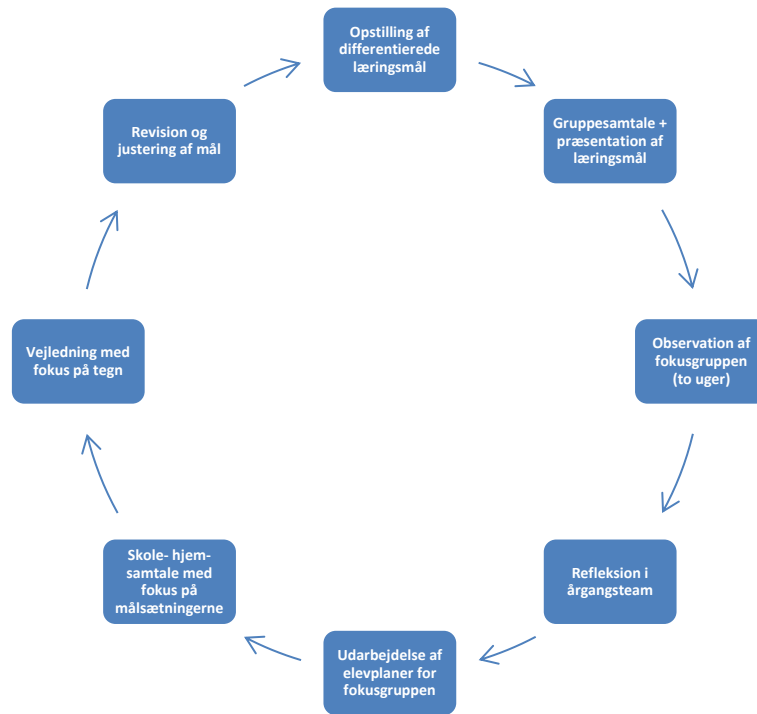 Opstilling af
differentierede
læringsmål
Gruppesamtale +
præsentation af
læringsmål
Observation af
fokusgruppen
(to uger)
Refleksion i
årgangsteam
Udarbejdelse af
elevplaner for
fokusgruppen
Skole- hjem-
samtale med
fokus på
målsætningerne
Vejledning med
fokus på tegn
Revision og
justering af mål